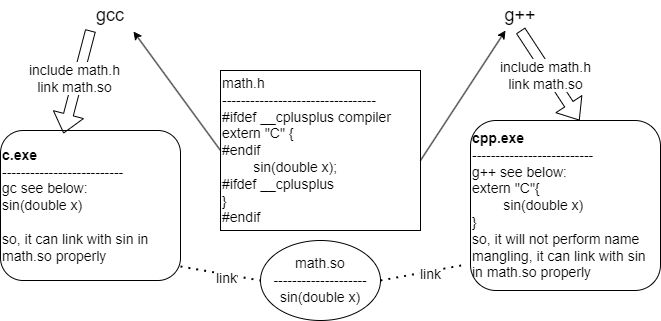 gcc
g++
include math.h
link math.so
include math.h
link math.so
math.h
---------------------------------
#ifdef __cplusplus compiler
extern "C" {
#endif
sin(double x);
#ifdef __cplusplus
}
#endif
c.exe
--------------------------
gc see below:
sin(double x)
so, it can link with sin in
math.so properly
cpp.exe
--------------------------
g++ see below:
extern "C"{
sin(double x)
}
so, it will not perform name
mangling, it can link with sin
in math.so properly
link
math.so
--------------------
sin(double x)
link